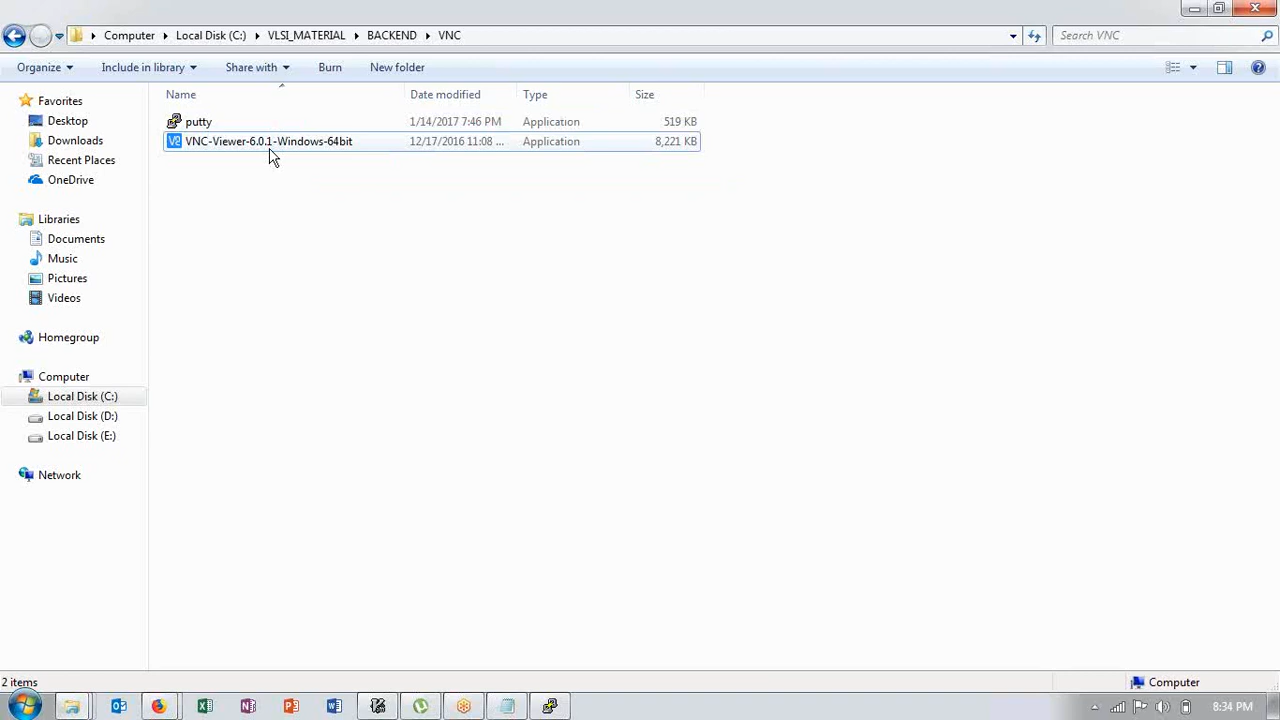 Computer Local Disk (C:) VLSI_MATERIAL BACKEND VNC Search VNC
Organize Include in library Share with Burn New folder
Name Date modified Type Size
Favorites
Desktop
Downloads
Recent Places
OneDrive
Libraries
Documents
Music
Pictures
Videos
Homegroup
Computer
Local Disk (C:)
Local Disk (D:)
Local Disk (E:)
Network
putty 1/14/2017 7:46 PM Application 519 KB
VNC-Viewer-6.0.1-Windows-64bit 12/17/2016 11:08 ... Application 8,221 KB
2 items Computer
8:34 PM